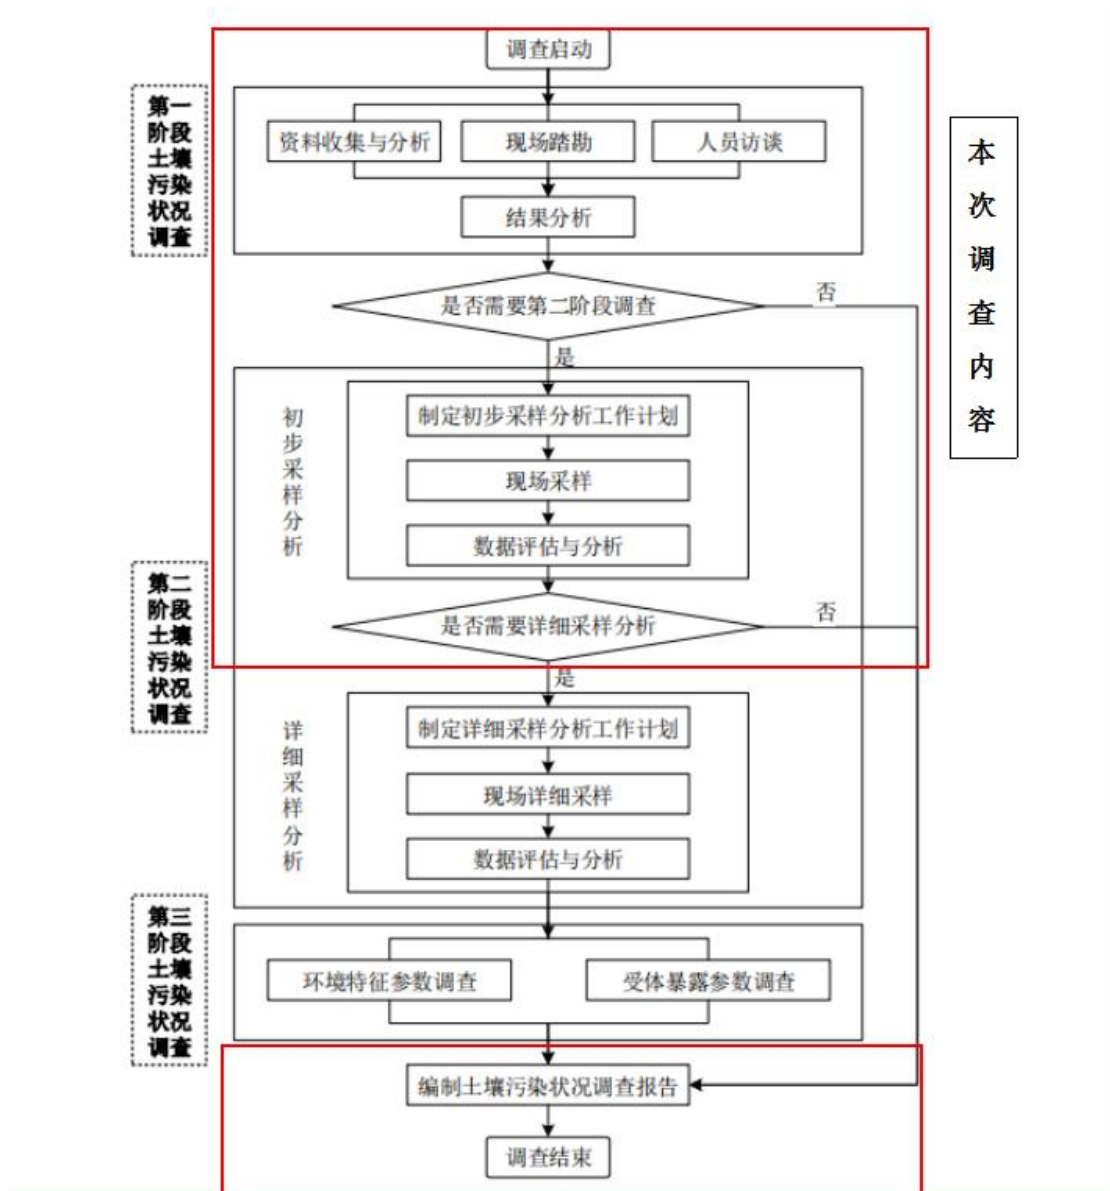 调查启动
第一
阶段
土壤
污染
状况
调查
资料收集与分析
现场踏勘
人员访谈
结果分析
本
次
调
查
内
容
是否需要第二阶段调查
否
是
初
步
采
样
分
析
制定初步采样分析工作计划
现场采样
数据评估与分析
第二
阶段
土壤
污染
状况
调查
是否需要详细采样分析
否
是
详
细
采
样
分
析
制定详细采样分析工作计划
现场详细采样
数据评估与分析
第三
阶段
土壤
污染
状况
调查
环境特征参数调查
受体暴露参数调查
编制土壤污染状况调查报告
调查结束